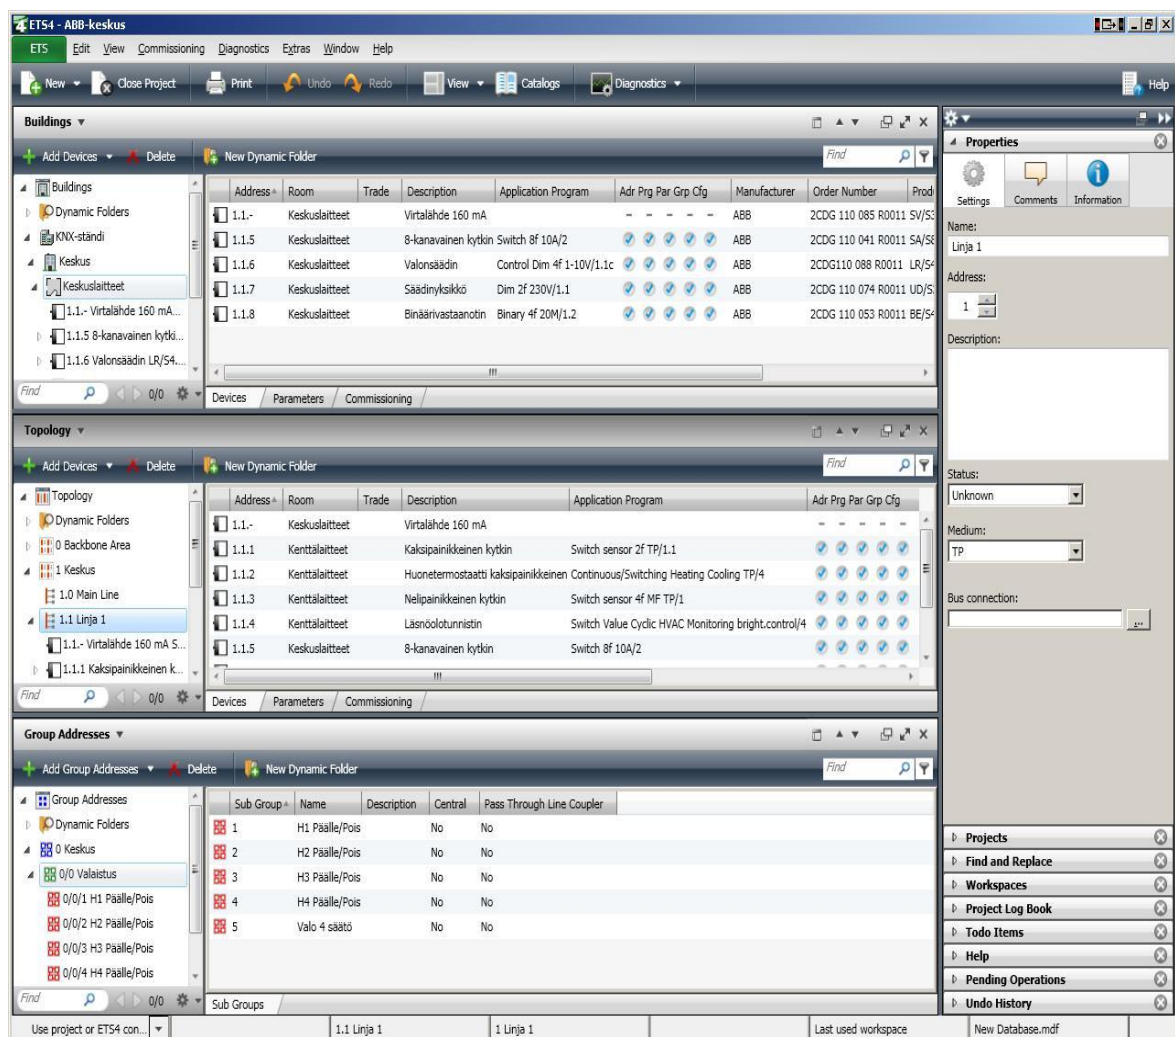 ETS4 - ABB-keskus
ETS Edit View Commissioning Diagnostics Extras Window Help
New Close Project Print Undo Redo View Catalogs Diagnostics Help
Buildings
Add Devices Delete New Dynamic Folder Find
Buildings
Dynamic Folders
KNX-ständi
Keskus
Keskuslaitteet
1.1.- Virtalähde 160 mA...
1.1.5 8-kanavainen kytki...
1.1.6 Valonsäädin LR/S4....
Find 0/0
Address Room Trade Description Application Program Adr Prg Par Grp Cfg Manufacturer Order Number Prod
1.1.- Keskuslaitteet Virtalähde 160 mA - - - - - ABB 2CDG 110 085 R0011 SV/S3
1.1.5 Keskuslaitteet 8-kanavainen kytkin Switch 8f 10A/2 ABB 2CDG 110 041 R0011 SA/S8
1.1.6 Keskuslaitteet Valonsäädin Control Dim 4f 1-10V/1.1c ABB 2CDG110 088 R0011 LR/S4
1.1.7 Keskuslaitteet Säädinyksikkö Dim 2f 230V/1.1 ABB 2CDG 110 074 R0011 UD/S
1.1.8 Keskuslaitteet Binäärivastaanotin Binary 4f 20M/1.2 ABB 2CDG 110 053 R0011 BE/S4
Devices Parameters Commissioning
Topology
Add Devices Delete New Dynamic Folder Find
Topology
Dynamic Folders
0 Backbone Area
1 Keskus
1.0 Main Line
1.1 Linja 1
1.1.- Virtalähde 160 mA S...
1.1.1 Kaksipainikkeinen k...
Find 0/0
Address Room Trade Description Application Program Adr Prg Par Grp Cfg
1.1.- Keskuslaitteet Virtalähde 160 mA - - - - -
1.1.1 Kenttälaitteet Kaksipainikkeinen kytkin Switch sensor 2f TP/1.1
1.1.2 Kenttälaitteet Huonetermostaatti kaksipainikkeinen Continuous/Switching Heating Cooling TP/4
1.1.3 Kenttälaitteet Nelipainikkeinen kytkin Switch sensor 4f MF TP/1
1.1.4 Kenttälaitteet Läsnöolotunnistin Switch Value Cyclic HVAC Monitoring bright.control/4
1.1.5 Keskuslaitteet 8-kanavainen kytkin Switch 8f 10A/2
Devices Parameters Commissioning
Group Addresses
Add Group Addresses Delete New Dynamic Folder Find
Group Addresses
Dynamic Folders
0 Keskus
0/0 Valaistus
0/0/1 H1 Päälle/Pois
0/0/2 H2 Päälle/Pois
0/0/3 H3 Päälle/Pois
0/0/4 H4 Päälle/Pois
Find 0/0
Sub Group Name Description Central Pass Through Line Coupler
1 H1 Päälle/Pois No No
2 H2 Päälle/Pois No No
3 H3 Päälle/Pois No No
4 H4 Päälle/Pois No No
5 Valo 4 säätö No No
Sub Groups
Properties
Settings Comments Information
Name:
Linja 1
Address:
1
Description:
Status:
Unknown
Medium:
TP
Bus connection:
...
Projects
Find and Replace
Workspaces
Project Log Book
Todo Items
Help
Pending Operations
Undo History
Use project or ETS4 con... 1.1 Linja 1 1 Linja 1 Last used workspace New Database.mdf